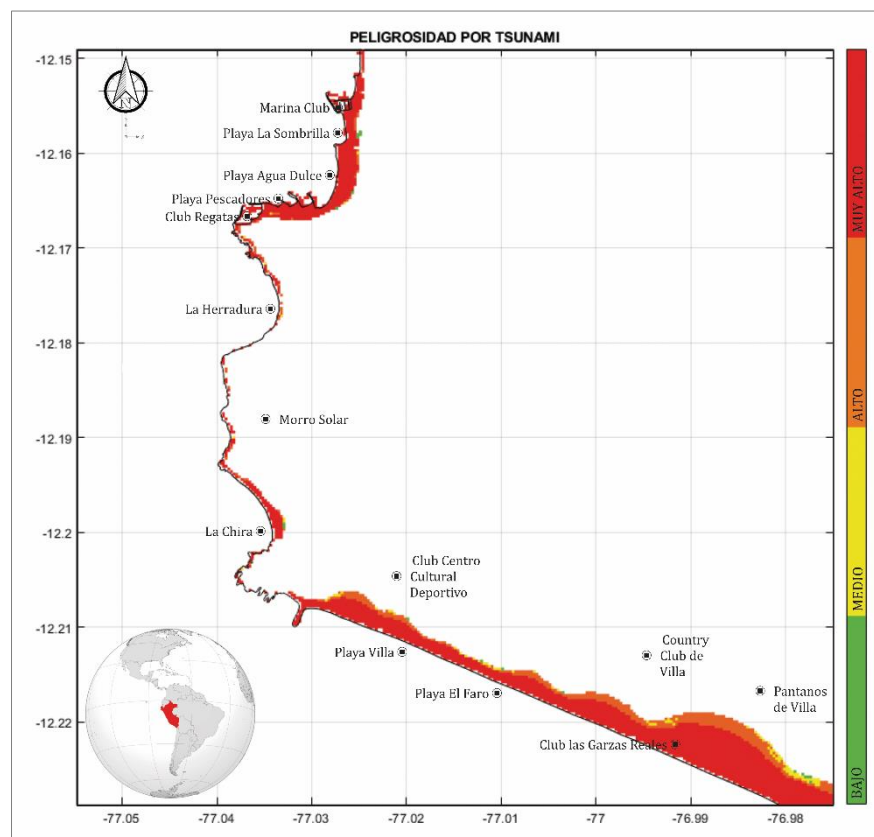 PELIGROSIDAD POR TSUNAMI
-12.15
-12.16
-12.17
-12.18
-12.19
-12.2
-12.21
-12.22
N
Marina Club
Playa La Sombrilla
Playa Agua Dulce
Playa Pescadores
Club Regatas
La Herradura
Morro Solar
La Chira
Club Centro
Cultural
Deportivo
Playa Villa
Country
Club de
Villa
Playa El Faro
Pantanos
de Villa
Club las Garzas Reales
MUY ALTO
ALTO
MEDIO
BAJO
-77.05
-77.04
-77.03
-77.02
-77.01
-77
-76.99
-76.98